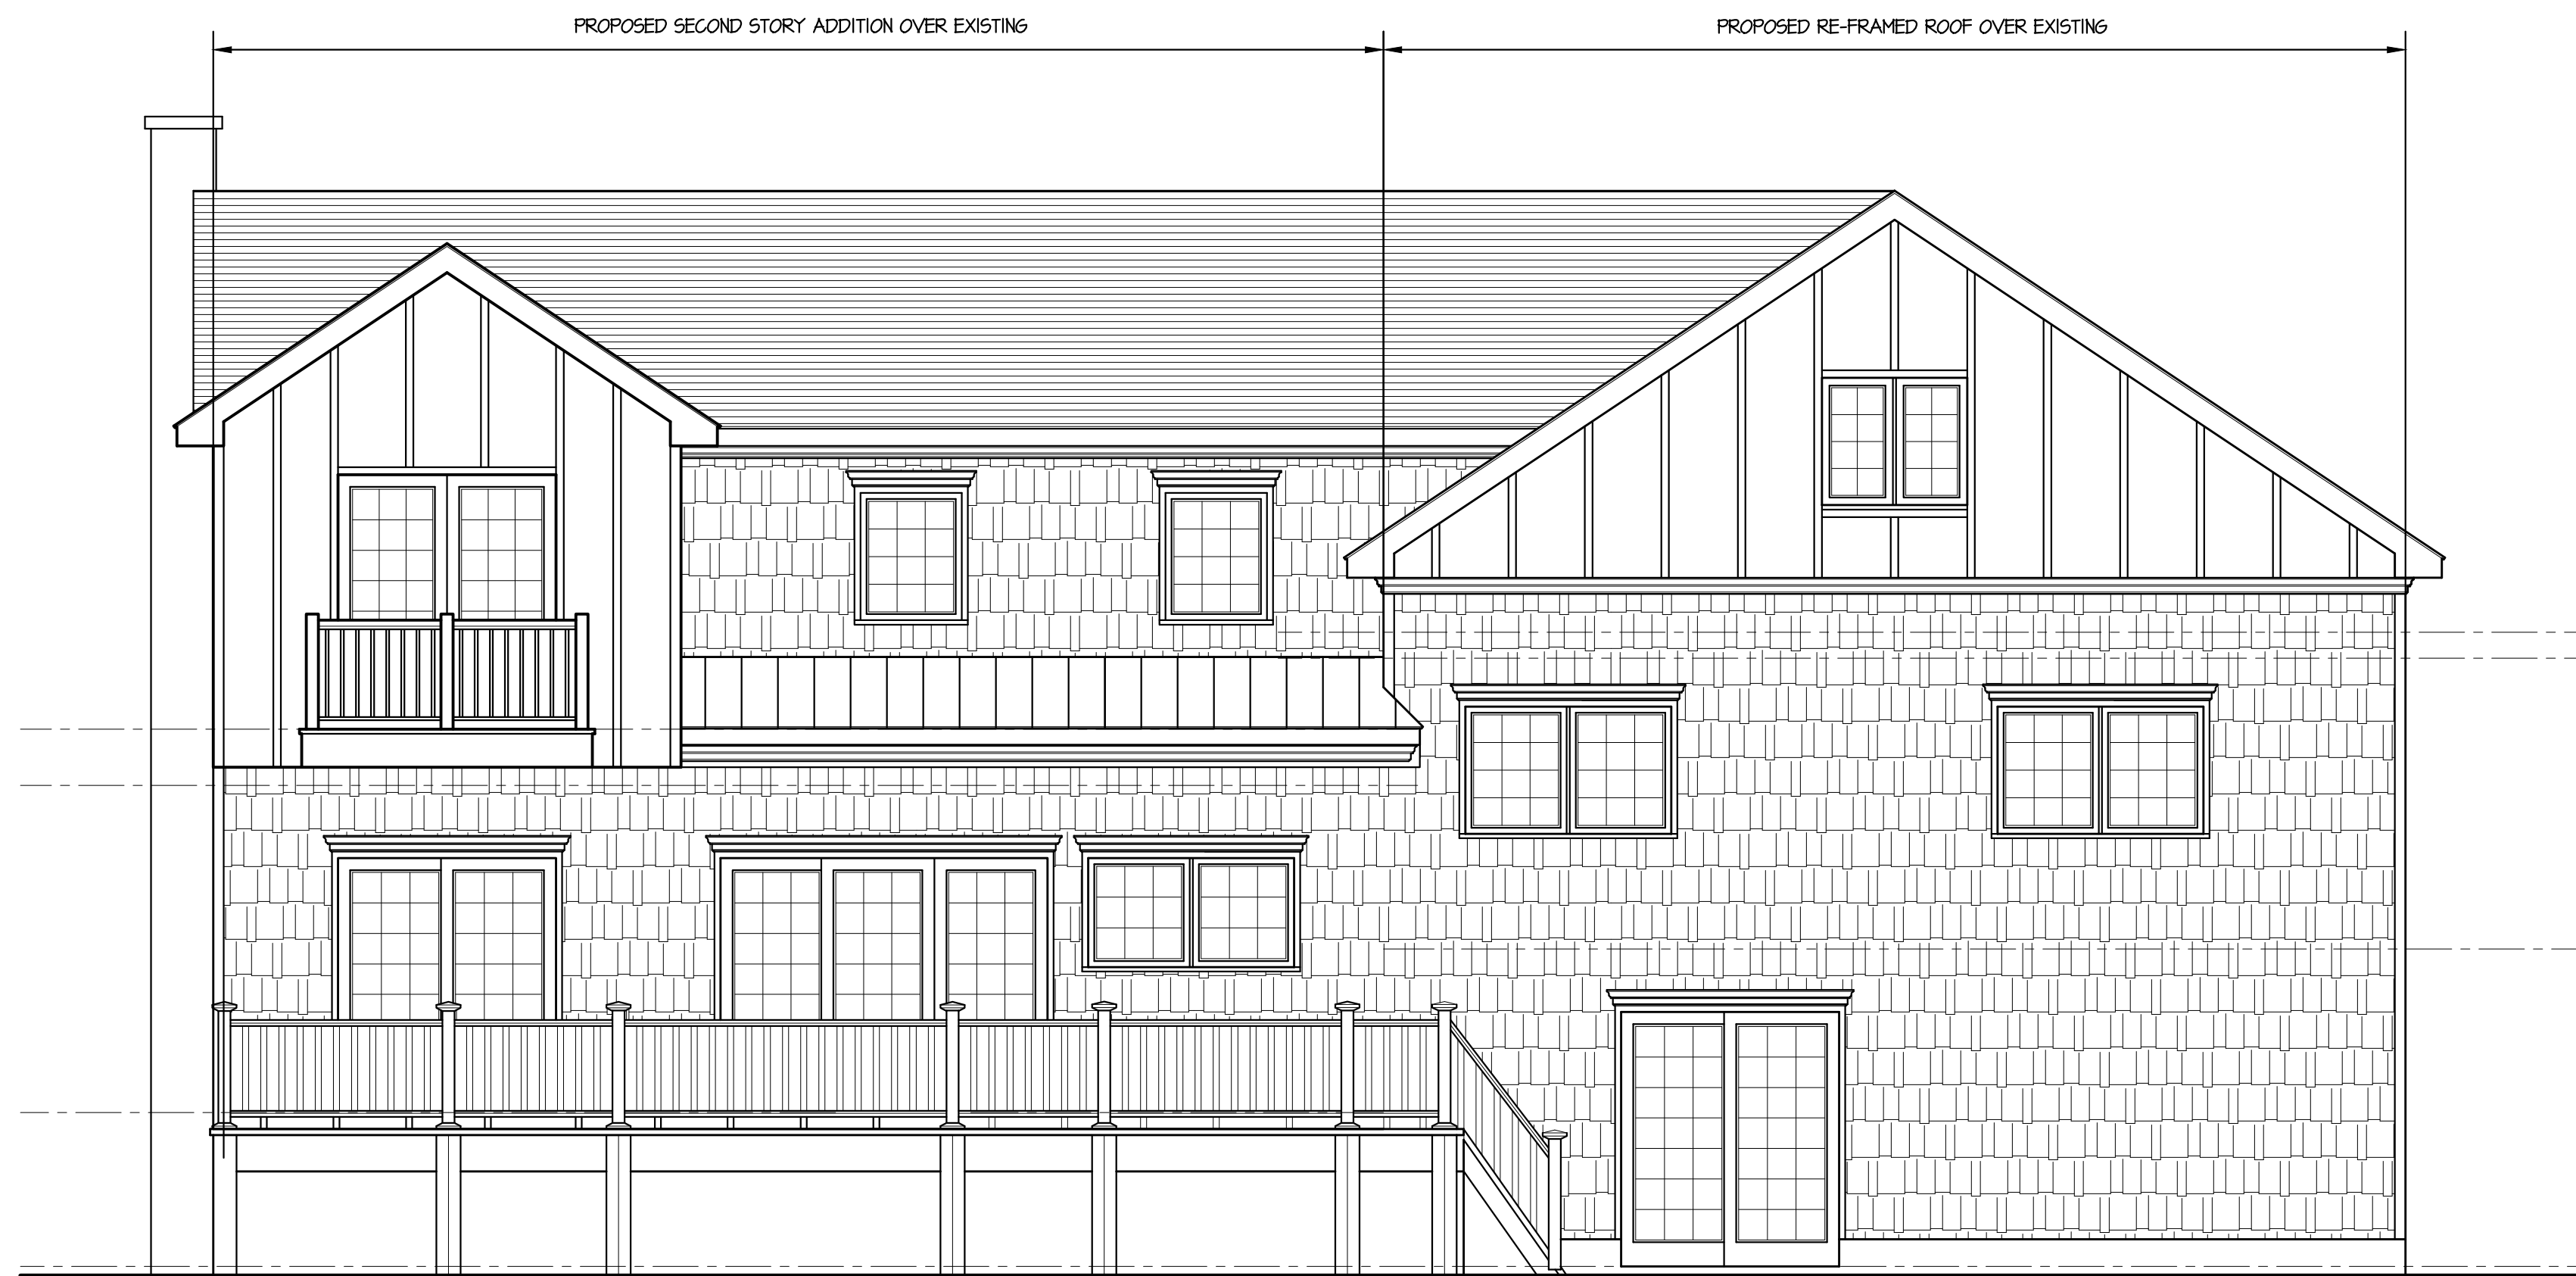 PROPOSED SECOND STORY ADDITION OVER EXISTING
PROPOSED RE-FRAMED ROOF OVER EXISTING